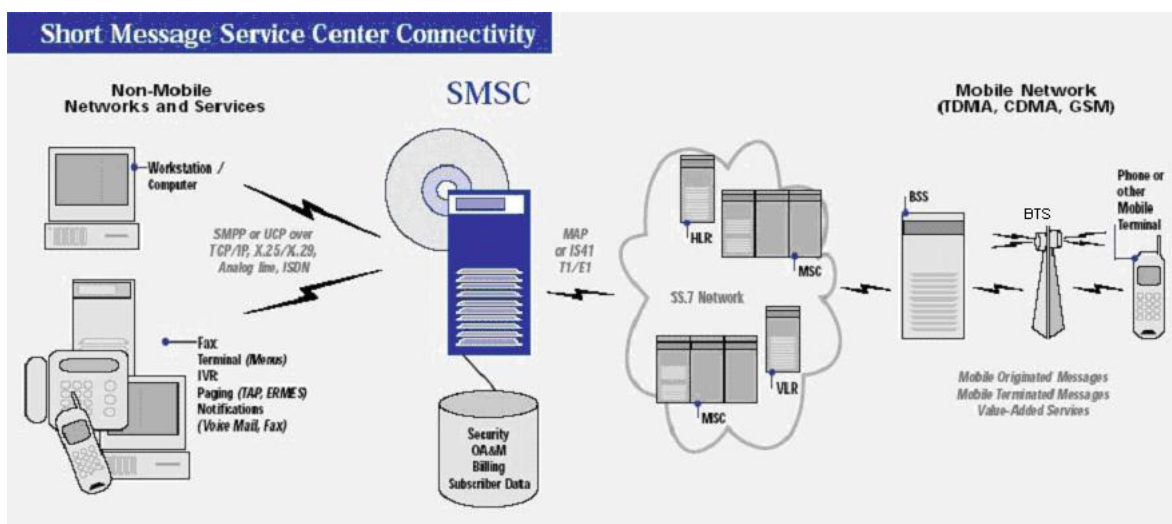 Short Message Service Center Connectivity
Non-Mobile
Networks and Services
SMSC
Mobile Network
(TDMA, CDMA, GSM)
Workstation /
Computer
SMPP or UCP over
TCP/IP, X.25/X.29,
Analog line, ISDN
Fax
Terminal (Menus)
IVR
Paging (TAP, ERMES)
Notifications
(Voice Mail, Fax)
Security
OA&M
Billing
Subscriber Data
MAP
or IS41
T1/E1
HLR
MSC
SS.7 Network
VLR
MSC
BSS
BTS
Phone or
other
Mobile
Terminal
Mobile Originated Messages
Mobile Terminated Messages
Value-Added Services